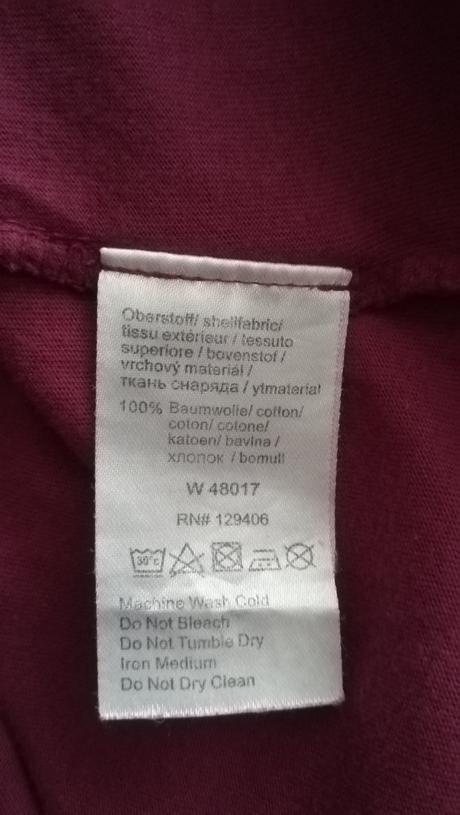 Oberstoff/ shellfabric/
tissu extérieur / tessuto
superiore / bovenstof /
vrchový materiál /
ткань снаряда / ytmaterial
100% Baumwolle/ cotton/
coton/ cotone/
katoen/ bavlna /
хлопок / bomull
W 48017
RN# 129406
30°c
Machine Wash Cold
Do Not Bleach
Do Not Tumble Dry
Iron Medium
Do Not Dry Clean